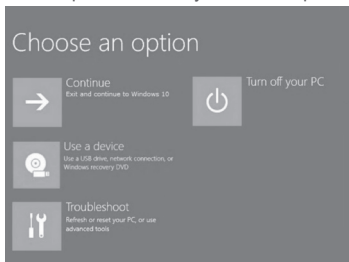 Choose an option
Continue
Exit and continue to Windows 10
Turn off your PC
Use a device
Use a USB drive, network connection, or
Windows recovery DVD
Troubleshoot
Refresh or reset your PC, or use
advanced tools